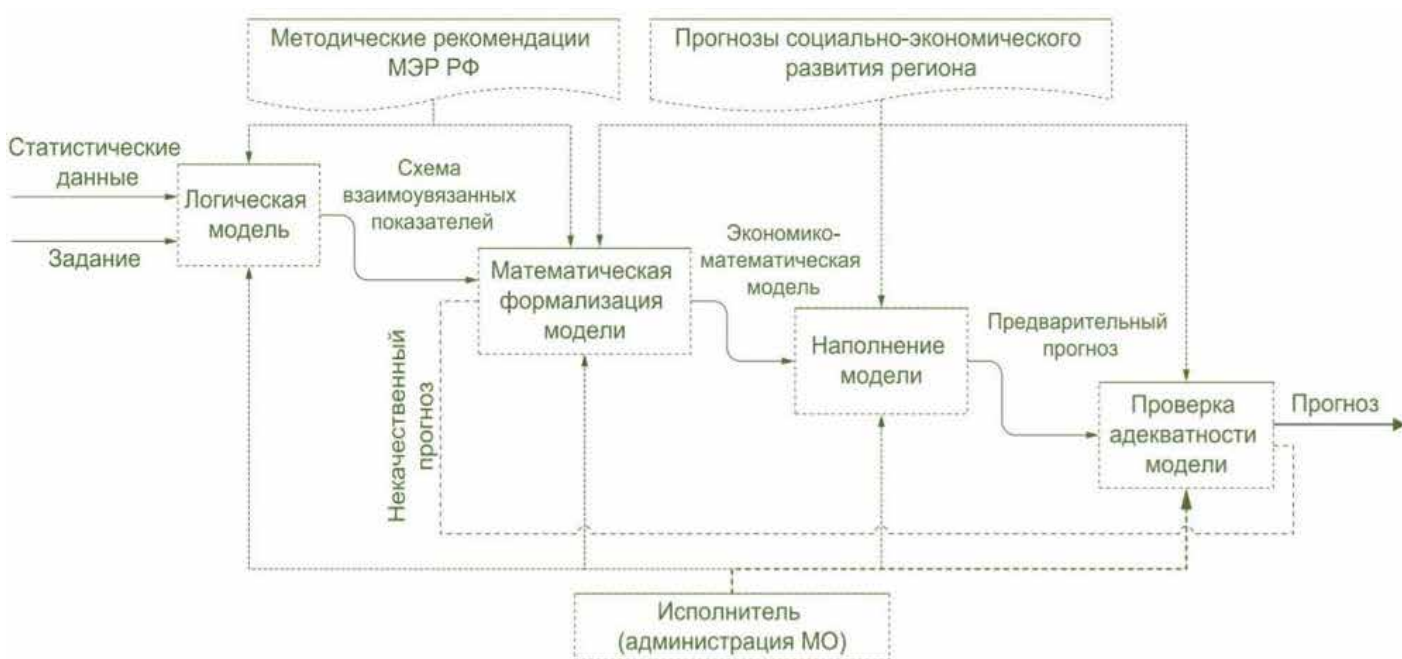 Методические рекомендации
МЭР РФ
Прогнозы социально-экономического
развития региона
Статистические
данные
Задание
Логическая
модель
Схема
взаимоувязанных
показателей
Математическая
формализация
модели
Экономико-
математическая
модель
Наполнение
модели
Предварительный
прогноз
Проверка
адекватности
модели
Прогноз
Некачественный
прогноз
Исполнитель
(администрация МО)